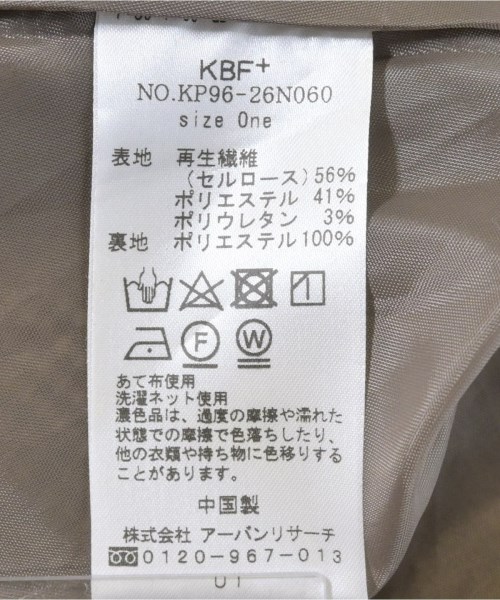 KBF+
NO.KP96-26N060
size One
表地 再生繊維
(セルロース)56%
ポリエステル 41%
ポリウレタン 3%
裏地 ポリエステル100%
F W
あて布使用
洗濯ネット使用
濃色品は、過度の摩擦や濡れた
状態での摩擦で色落ちしたり、
他の衣類や持ち物に色移りする
ことがあります。
中国製
株式会社 アーバンリサーチ
0120-967-013
U1